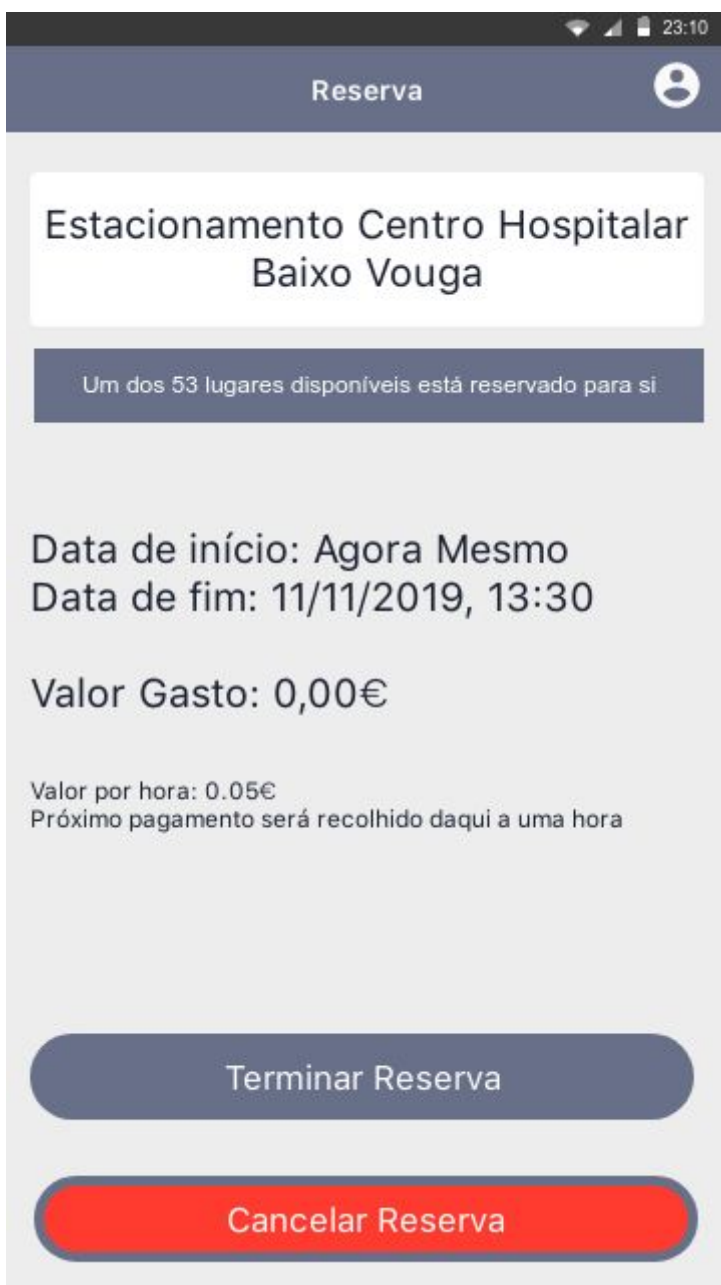 23:10
Reserva
Estacionamento Centro Hospitalar
Baixo Vouga
Um dos 53 lugares disponíveis está reservado para si
Data de início: Agora Mesmo
Data de fim: 11/11/2019, 13:30
Valor Gasto: 0,00€
Valor por hora: 0.05€
Próximo pagamento será recolhido daqui a uma hora
Terminar Reserva
Cancelar Reserva